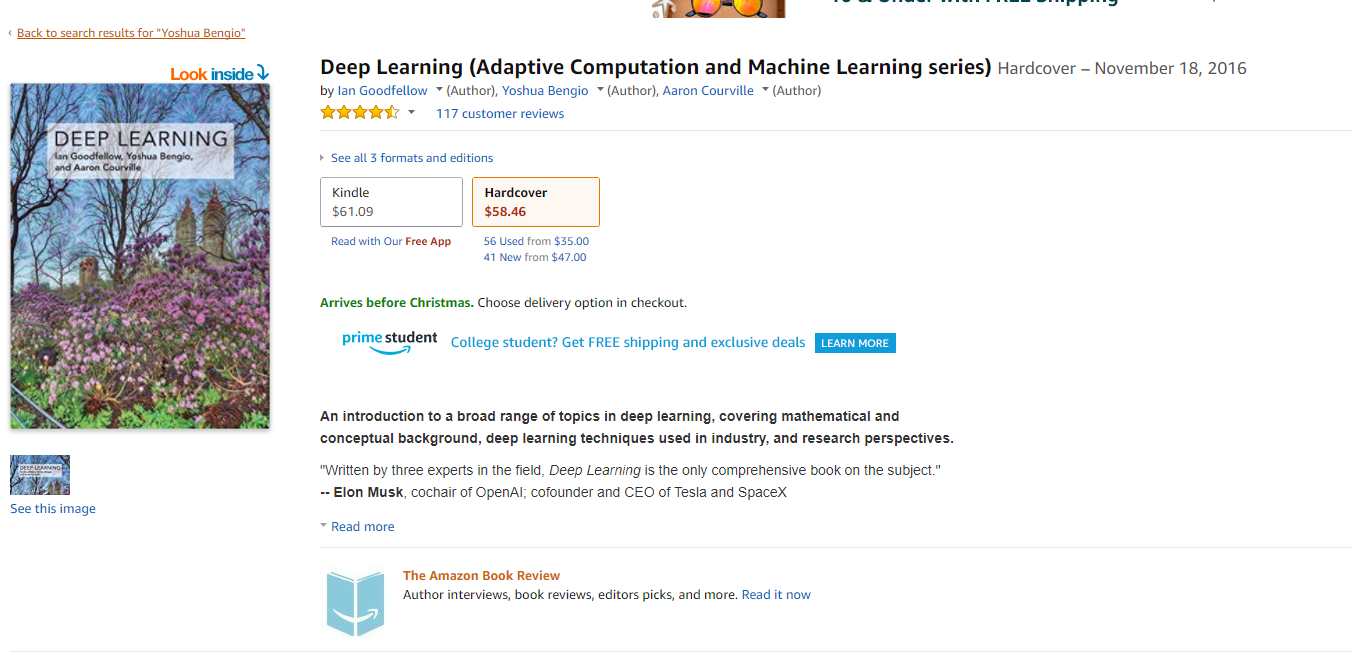 10 & Under with FREE Shipping
‹ Back to search results for "Yoshua Bengio"
Look inside
DEEP LEARNING
Ian Goodfellow, Yoshua Bengio,
and Aaron Courville
DEEP LEARNING
See this image
Deep Learning (Adaptive Computation and Machine Learning series) Hardcover – November 18, 2016
by Ian Goodfellow (Author), Yoshua Bengio (Author), Aaron Courville (Author)
117 customer reviews
See all 3 formats and editions
Kindle
$61.09
Read with Our Free App
Hardcover
$58.46
56 Used from $35.00
41 New from $47.00
Arrives before Christmas. Choose delivery option in checkout.
prime student College student? Get FREE shipping and exclusive deals LEARN MORE
An introduction to a broad range of topics in deep learning, covering mathematical and
conceptual background, deep learning techniques used in industry, and research perspectives.
"Written by three experts in the field, Deep Learning is the only comprehensive book on the subject."
-- Elon Musk, cochair of OpenAI; cofounder and CEO of Tesla and SpaceX
Read more
The Amazon Book Review
Author interviews, book reviews, editors picks, and more. Read it now